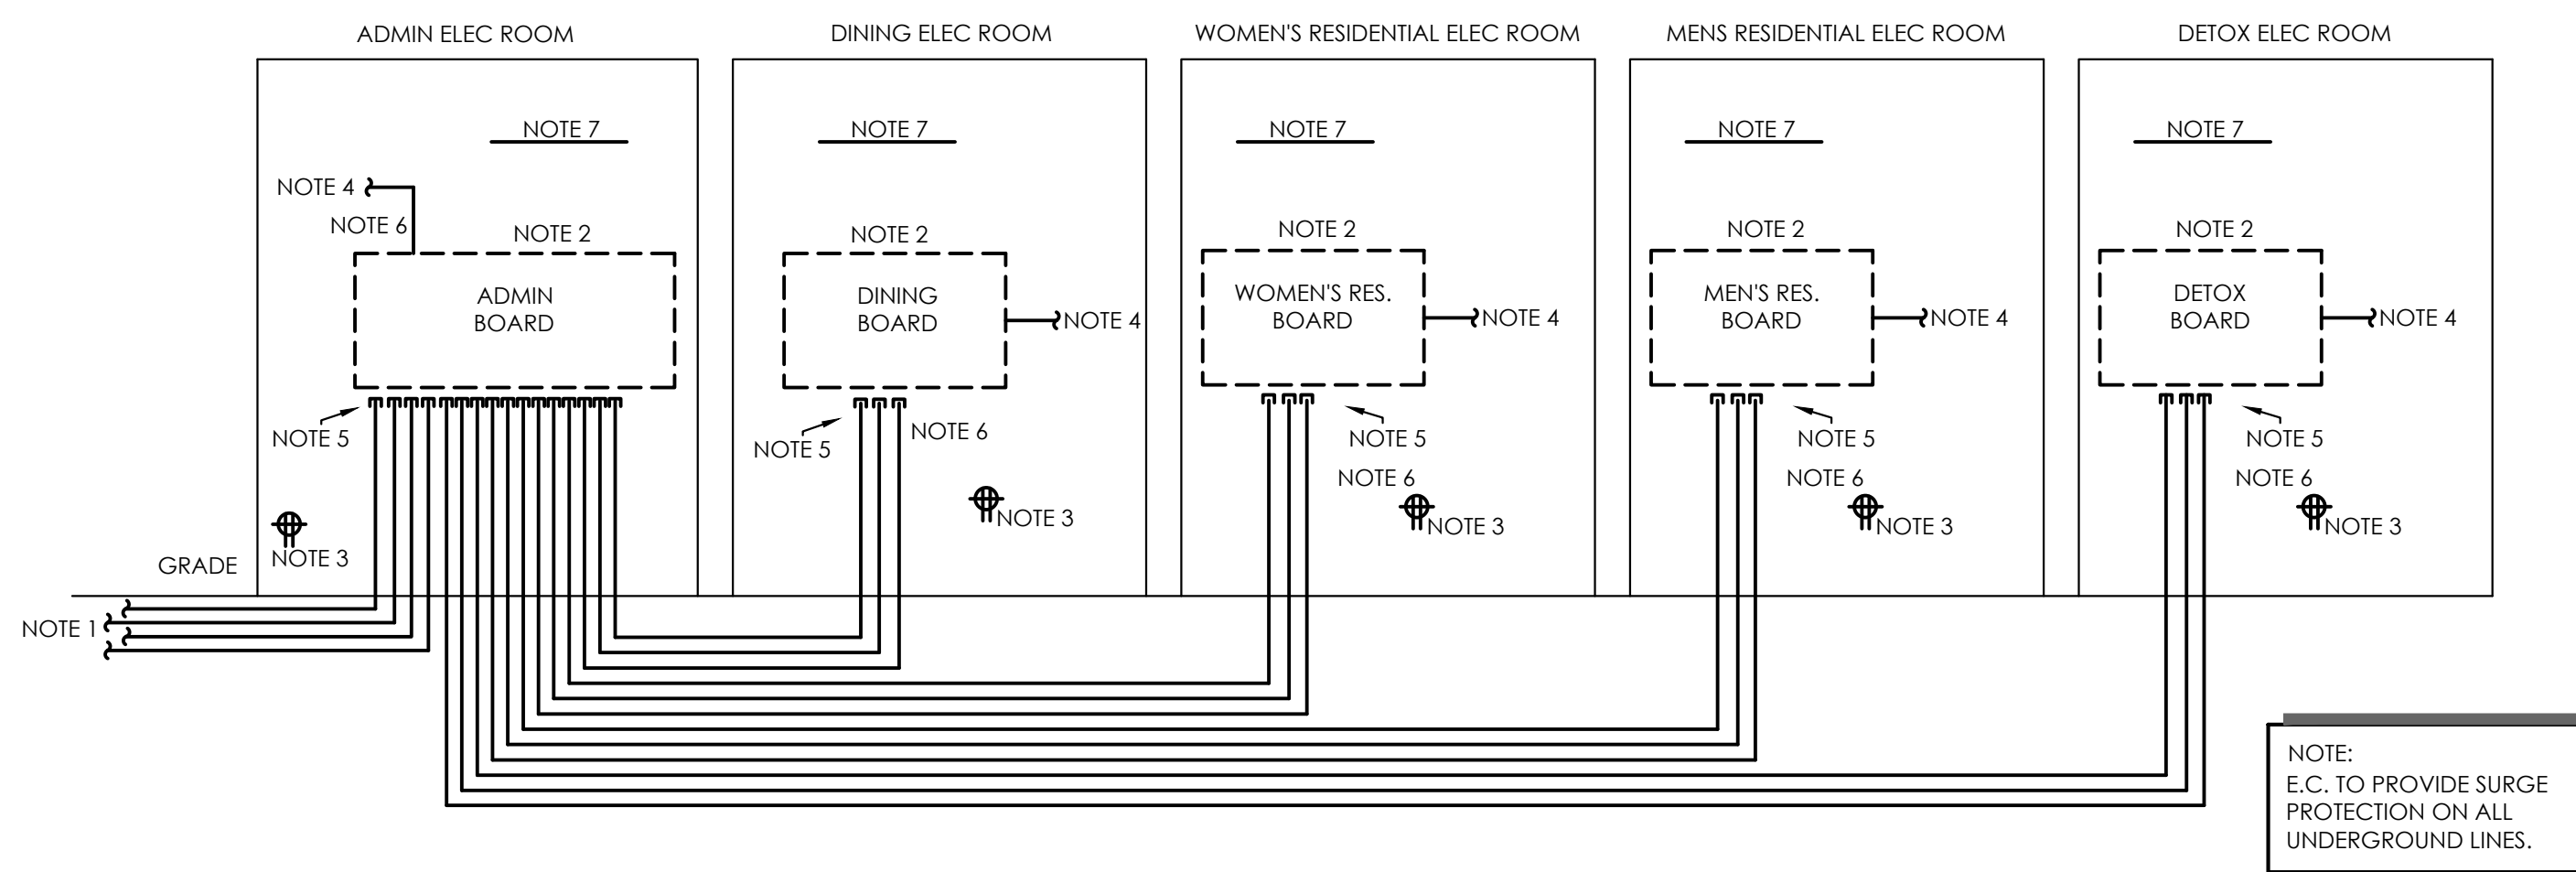 ADMIN ELEC ROOM
DINING ELEC ROOM
WOMEN'S RESIDENTIAL ELEC ROOM
MENS RESIDENTIAL ELEC ROOM
DETOX ELEC ROOM
NOTE 7
NOTE 7
NOTE 7
NOTE 7
NOTE 7
NOTE 4
NOTE 6
NOTE 2
NOTE 2
NOTE 2
NOTE 2
NOTE 2
ADMIN
BOARD
DINING
BOARD
NOTE 4
WOMEN'S RES.
BOARD
NOTE 4
MEN'S RES.
BOARD
NOTE 4
DETOX
BOARD
NOTE 4
NOTE 5
NOTE 5
NOTE 6
NOTE 5
NOTE 6
NOTE 5
NOTE 6
NOTE 5
NOTE 6
NOTE 3
NOTE 3
NOTE 3
NOTE 3
NOTE 3
GRADE
NOTE 1
NOTE:
E.C. TO PROVIDE SURGE
PROTECTION ON ALL
UNDERGROUND LINES.